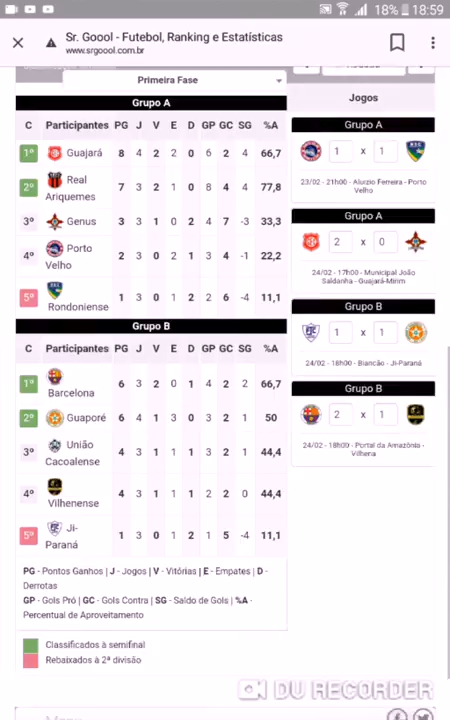 18% 18:59
Sr. Goool - Futebol, Ranking e Estatísticas
www.srgoool.com.br
Primeira Fase
Grupo A
C Participantes PG J V E D GP GC SG %A
1º Guajará 8 4 2 2 0 6 2 4 66,7
2º Real Ariquemes 7 3 2 1 0 8 4 4 77,8
3º Genus 3 3 1 0 2 4 7 -3 33,3
4º Porto Velho 2 3 0 2 1 3 4 -1 22,2
5º Rondoniense 1 3 0 1 2 2 6 -4 11,1
Grupo B
C Participantes PG J V E D GP GC SG %A
1º Barcelona 6 3 2 0 1 4 2 2 66,7
2º Guaporé 6 4 1 3 0 3 2 1 50
3º União Cacoalense 4 3 1 1 1 3 2 1 44,4
4º Vilhenense 4 3 1 1 1 2 2 0 44,4
5º Ji-Paraná 1 3 0 1 2 1 5 -4 11,1
PG - Pontos Ganhos | J - Jogos | V - Vitórias | E - Empates | D -
Derrotas
GP - Gols Pró | GC - Gols Contra | SG - Saldo de Gols | %A -
Percentual de Aproveitamento
Classificados à semifinal
Rebaixados à 2ª divisão
Jogos
Grupo A
1 x 1
23/02 - 21h00 - Aluizio Ferreira - Porto
Velho
Grupo A
2 x 0
24/02 - 17h00 - Municipal João
Saldanha - Guajará-Mirim
Grupo B
1 x 1
24/02 - 18h00 - Biancão - Ji-Paraná
Grupo B
2 x 1
24/02 - 18h00 - Portal da Amazônia -
Vilhena
DU RECORDER